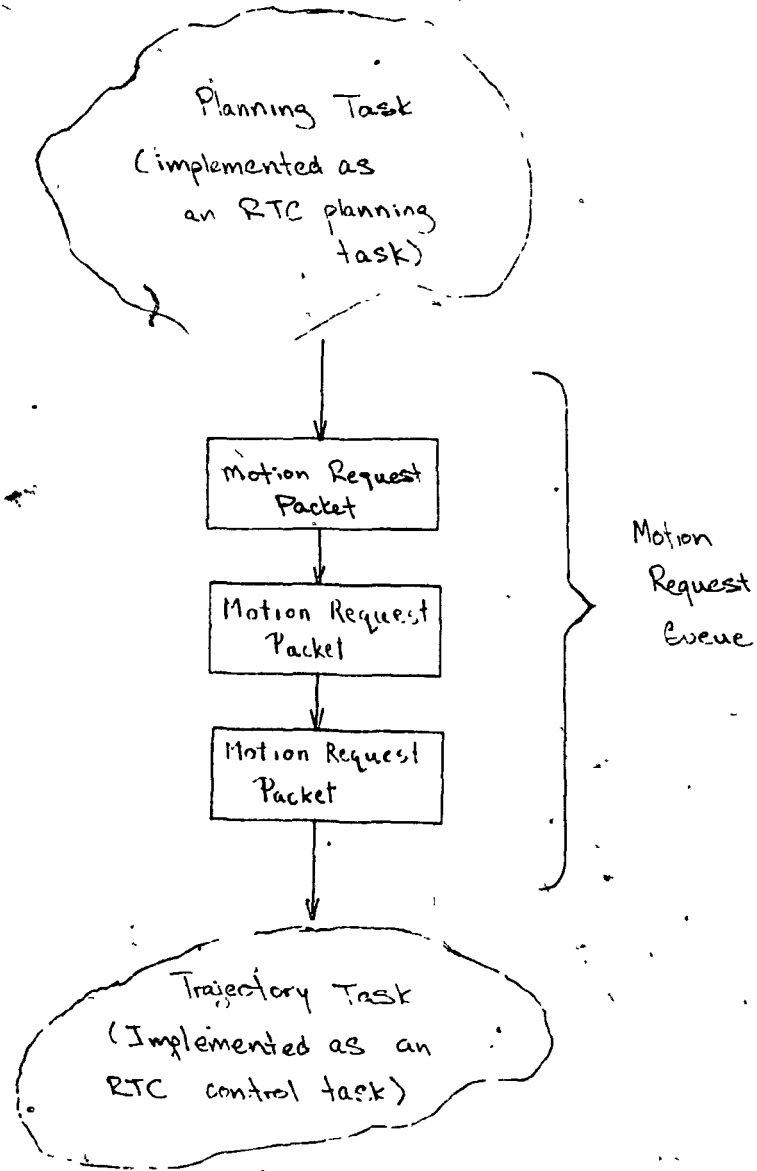 Planning Task
(implemented as
an RTC planning
task)
Motion Request
Packet
Motion Request
Packet
Motion Request
Packet
Motion
Request
Queue
Trajectory Task
(Implemented as an
RTC control task)